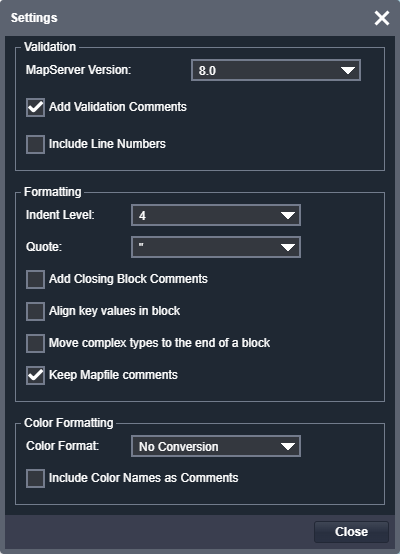 Settings
Validation
MapServer Version: 8.0
Add Validation Comments
Include Line Numbers
Formatting
Indent Level: 4
Quote: "
Add Closing Block Comments
Align key values in block
Move complex types to the end of a block
Keep Mapfile comments
Color Formatting
Color Format: No Conversion
Include Color Names as Comments
Close